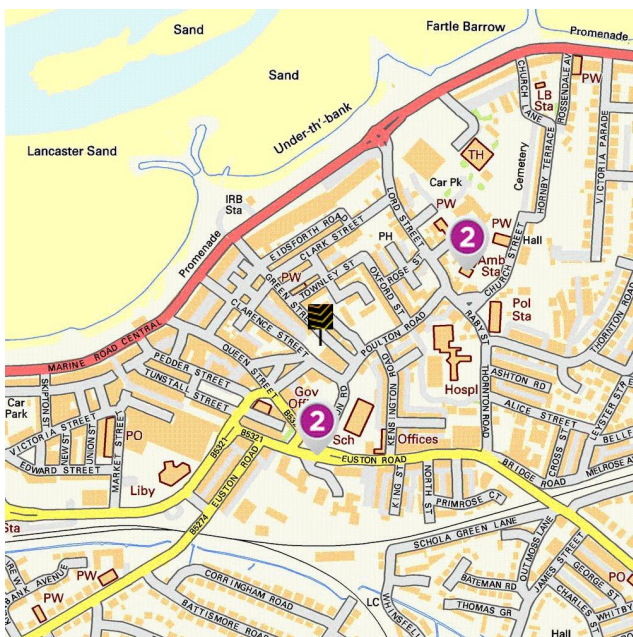 Sand
Fartle Barrow
Promenade
Sand
Under-th'-bank
Lancaster Sand
PW
LB
Sta
CHURCH
LANE
ROSSENDALE AV
TH
Cemetery
HORNBY TERRACE
VICTORIA PARADE
Car Pk
LORD STREET
IRB
Sta
PW
PW
Hall
Promenade
EIDSFORTH ROAD
CLARK STREET
PH
2
Amb
Sta
CHURCH STREET
PW
TOWNLEY ST
GREEN STREET
OXFORD ST
ROSE ST
Pol
Sta
RABY ST
CLARENCE STREET
POULTON ROAD
THORNTON ROAD
MARINE ROAD CENTRAL
QUEEN STREET
PEDDER STREET
TUNSTALL STREET
Hospl
THORNTON ROAD
ASHTON RD
SKIPTON ST
Car
Park
Gov
KENSINGTON ROAD
ALICE STREET
LEYSTER ST
2
Sch
Offices
VICTORIA STREET
NEW ST
UNION ST
MARKET STREET
PO
B5321
B5321
CROSS ST
EDWARD STREET
EUSTON ROAD
EUSTON ROAD
BRIDGE ROAD
MELROSE
Liby
KING ST
NORTH ST
PRIMROSE CT
Sta
B5274
SCHOLA GREEN LANE
OUT MOSS LANE
PW
BATEMAN RD
JAMES STREET
PO
BANK AVENUE
CORRINGHAM ROAD
GEORGE ST
PW
BATTISMORE ROAD
LC
THOMAS GR
CHARLES ST
WHITBY
Hall